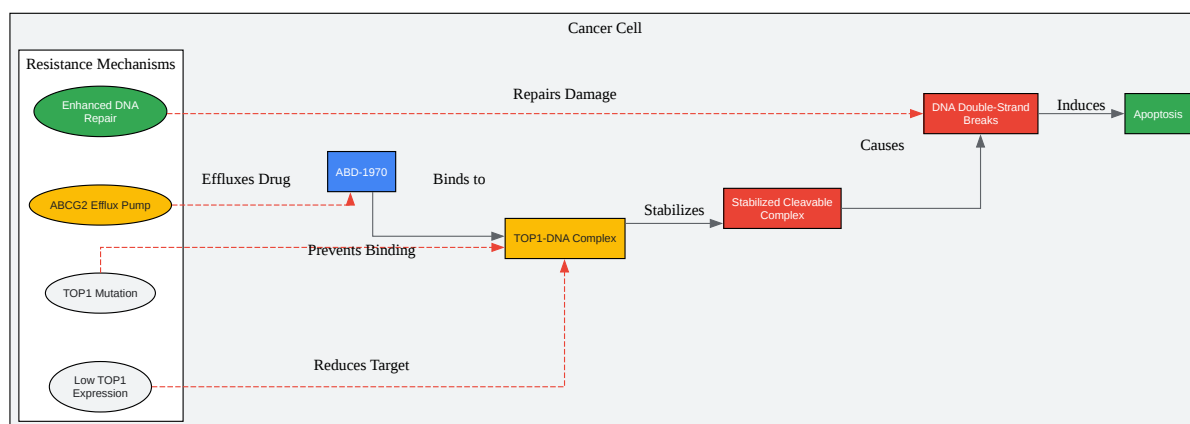 Cancer Cell
Resistance Mechanisms
Enhanced DNA
Repair
Repairs Damage
DNA Double-Strand
Breaks
Induces
Apoptosis
Causes
ABCG2 Efflux Pump
Effluxes Drug
ABD-1970
Binds to
Stabilizes
Stabilized Cleavable
Complex
TOP1-DNA Complex
Prevents Binding
TOP1 Mutation
Reduces Target
Low TOP1
Expression